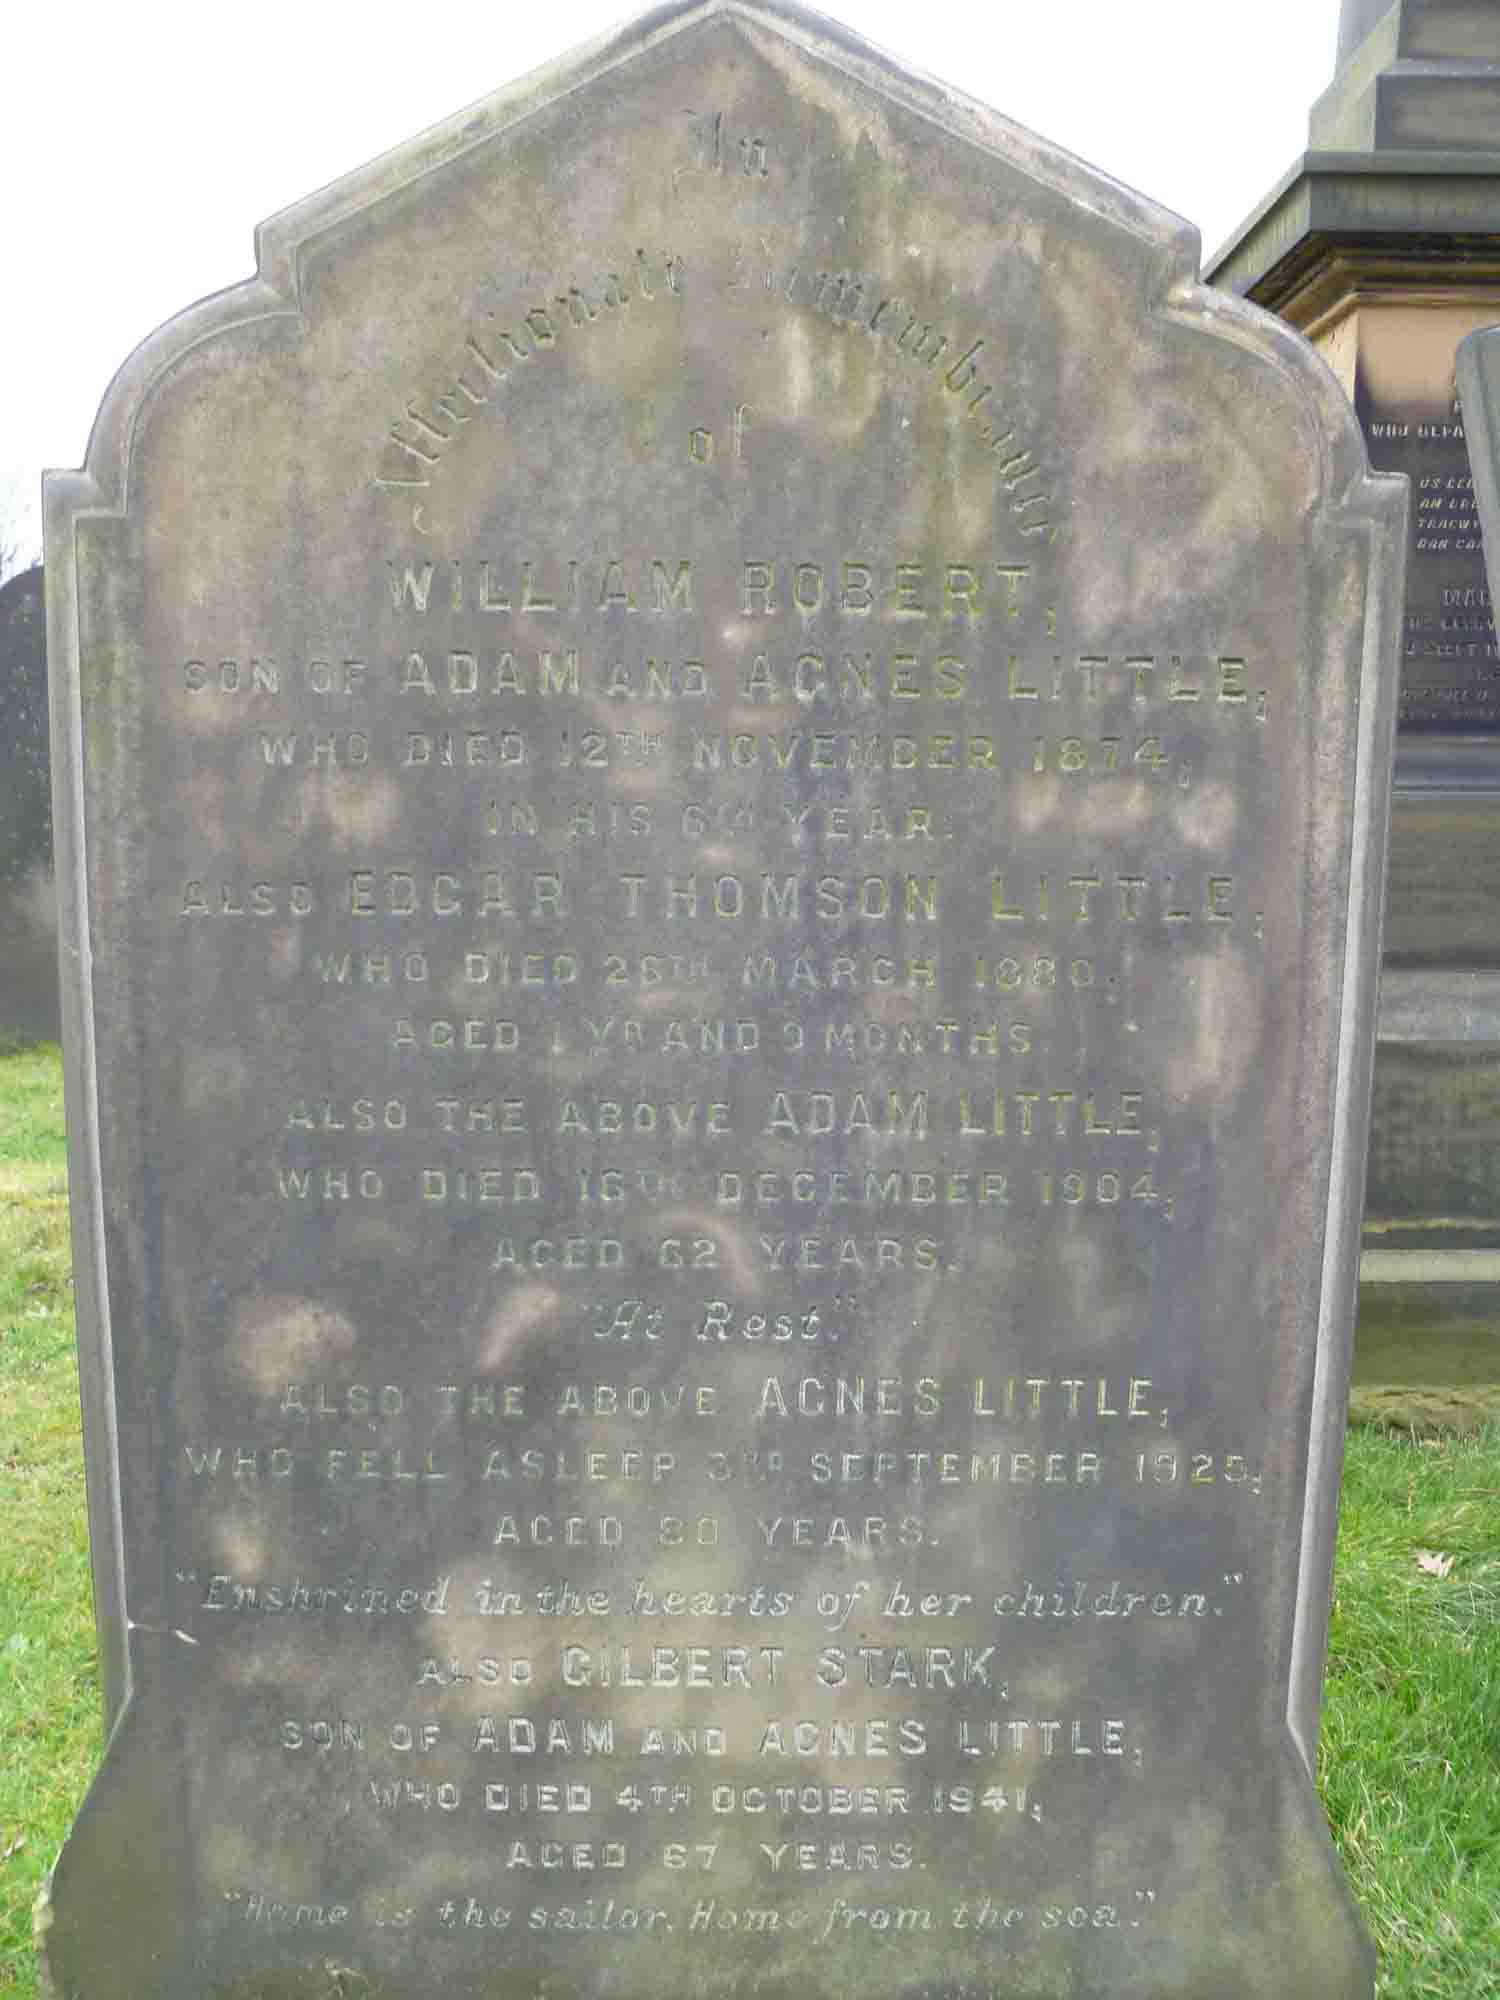 In
Affectionate Remembrance
of
WILLIAM ROBERT,
SON OF ADAM AND AGNES LITTLE,
WHO DIED 12TH NOVEMBER 1874,
IN HIS 6TH YEAR.
ALSO EDGAR THOMSON LITTLE,
WHO DIED 26TH MARCH 1880,
AGED 1 YR AND 9 MONTHS.
ALSO THE ABOVE ADAM LITTLE,
WHO DIED 16TH DECEMBER 1904,
AGED 62 YEARS.
"At Rest."
ALSO THE ABOVE AGNES LITTLE,
WHO FELL ASLEEP 3RD SEPTEMBER 1925,
AGED 80 YEARS.
"Enshrined in the hearts of her children."
ALSO GILBERT STARK,
SON OF ADAM AND AGNES LITTLE,
WHO DIED 4TH OCTOBER 1941,
AGED 67 YEARS.
"Home is the sailor, Home from the sea."